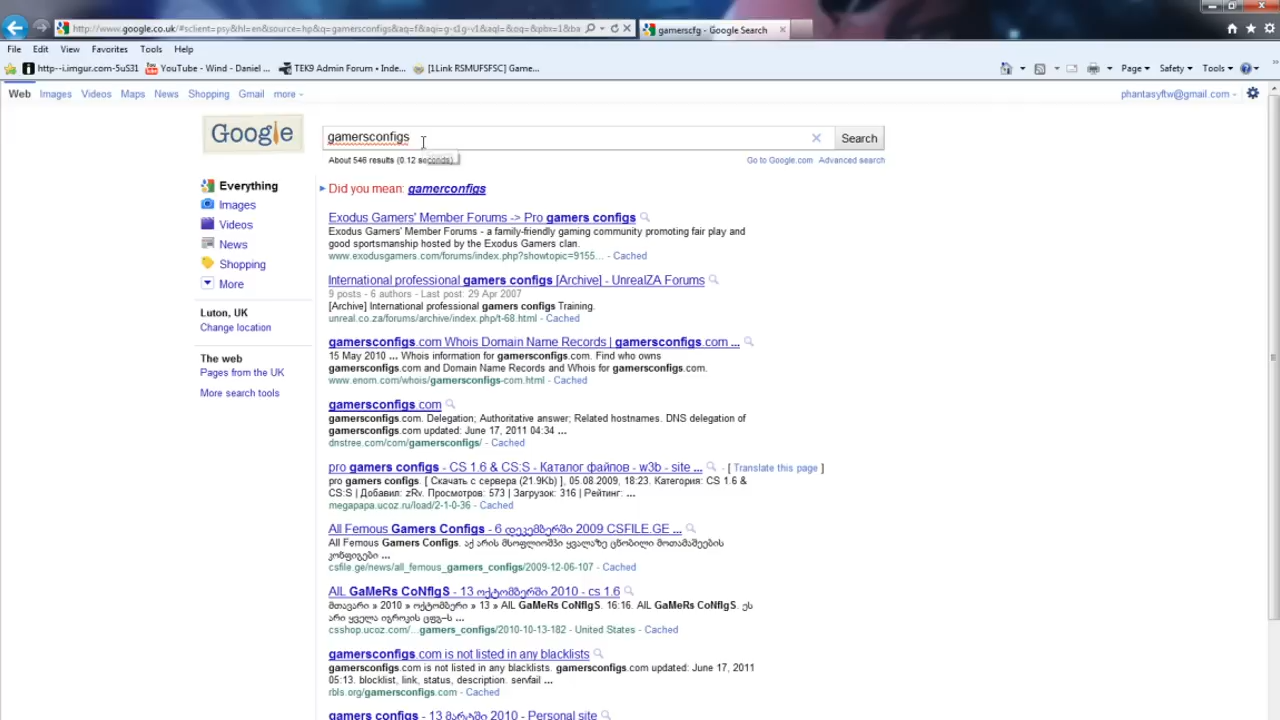 http://www.google.co.uk/#sclient=psy&hl=en&source=hp&q=gamersconfigs&aq=f&aqi=g-c1g-v1&aql=&oq=&pbx=1&ba
gamerscfg - Google Search
File Edit View Favorites Tools Help
http--i.imgur.com-5uS31 YouTube - Wind - Daniel ... TEK9 Admin Forum • Inde... [1Link RSMUFSFSC] Game...
Page Safety Tools
Web Images Videos Maps News Shopping Gmail more
phantasyftw@gmail.com
Google
gamersconfigs
Search
About 546 results (0.12 seconds)
Go to Google.com Advanced search
Everything
Images
Videos
News
Shopping
More
Luton, UK
Change location
The web
Pages from the UK
More search tools
Did you mean: gamerconfigs
Exodus Gamers' Member Forums -> Pro gamers configs
Exodus Gamers' Member Forums - a family-friendly gaming community promoting fair play and
good sportsmanship hosted by the Exodus Gamers clan.
www.exodusgamers.com/forums/index.php?showtopic=9155... - Cached
International professional gamers configs [Archive] - UnrealZA Forums
9 posts - 6 authors - Last post: 29 Apr 2007
[Archive] International professional gamers configs Training.
unreal.co.za/forums/archive/index.php/t-68.html - Cached
gamersconfigs.com Whois Domain Name Records | gamersconfigs.com ...
15 May 2010 ... Whois information for gamersconfigs.com. Find who owns
gamersconfigs.com and Domain Name Records and Whois for gamersconfigs.com.
www.enom.com/whois/gamersconfigs-com.html - Cached
gamersconfigs.com
gamersconfigs.com. Delegation; Authoritative answer; Related hostnames. DNS delegation of
gamersconfigs.com updated: June 17, 2011 04:34 ...
dnstree.com/com/gamersconfigs/ - Cached
pro gamers configs - CS 1.6 & CS:S - Каталог файлов - w3b - site ... - [ Translate this page ]
pro gamers configs. [ Скачать с сервера (21.9Kb) ], 05.08.2009, 18:23. Категория: CS 1.6 &
CS:S | Добавил: zRv. Просмотров: 573 | Загрузок: 316 | Рейтинг: ...
megapapa.ucoz.ru/load/2-1-0-36 - Cached
All Femous Gamers Configs - 6 დეკემბერში 2009 CSFILE.GE ...
All Femous Gamers Configs. აქ არის მსოფლიოშჰი ყველაზე ცნობილი მოთამაშეების
კონფიგები ...
csfile.ge/news/all_femous_gamers_configs/2009-12-06-107 - Cached
AlL GaMeRs CoNfIgS - 13 ოქტომბერში 2010 - cs 1.6
მთავარი » 2010 » ოქტომბერი » 13 » AlL GaMeRs CoNfIgS. 16:16. AlL GaMeRs CoNfIgS. ეს
არი ყველა იგროკის ცფგ–ს ...
csshop.ucoz.com/...gamers_configs/2010-10-13-182 - United States - Cached
gamersconfigs.com is not listed in any blacklists
gamersconfigs.com is not listed in any blacklists. gamersconfigs.com updated: June 17, 2011
05:13. blocklist, link, status, description. servfail ...
rbls.org/gamersconfigs.com - Cached
gamers configs - 13 მარტში 2010 - Personal site